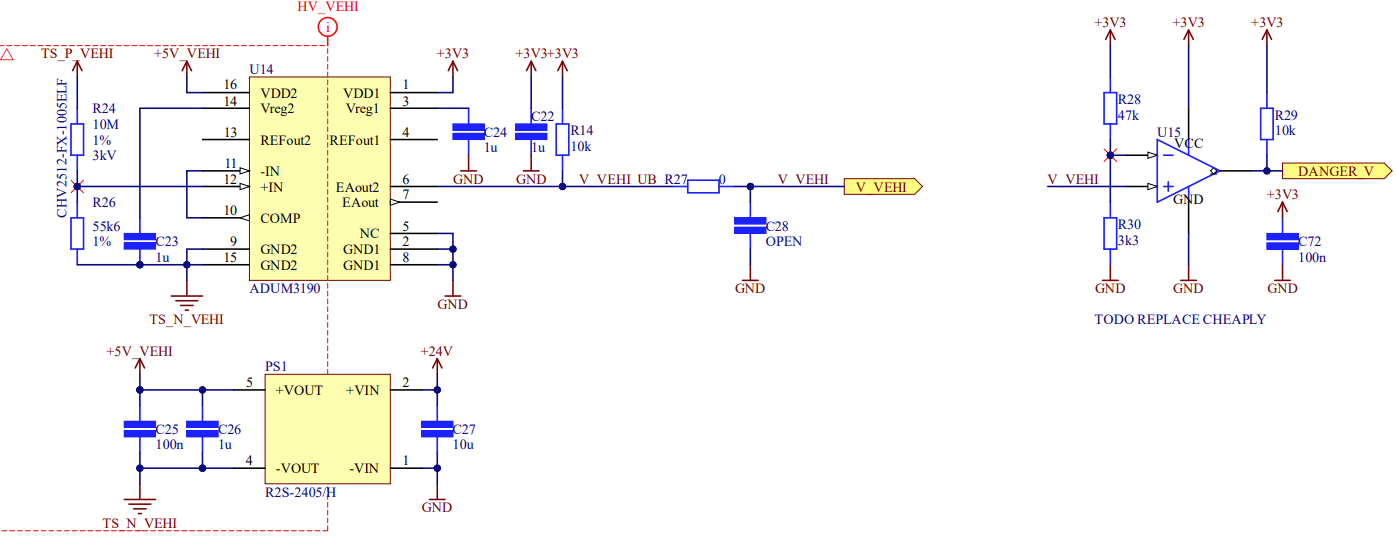 HV_VEHI
i
TS_P_VEHI
+5V_VEHI
U14
+3V3
+3V3
+3V3
CHV2512-FX-1005ELF
R24
10M
1%
3kV
R26
55k6
1%
C23
1u
16 VDD2 VDD1 1
14 Vreg2 Vreg1 3
13 REFout2 REFout1 4
11 -IN
12 +IN EAout2 6
EAout 7
10 COMP
NC 5
9 GND2 GND1 2
15 GND2 GND1 8
ADUM3190
TS_N_VEHI
GND
C24
1u
GND
C22
1u
GND
R14
10k
V_VEHI_UB
R27
0
V_VEHI
V_VEHI
C28
OPEN
GND
+3V3
+3V3
+3V3
R28
47k
U15
VCC
GND
V_VEHI
R30
3k3
R29
10k
DANGER_V
+3V3
C72
100n
GND
GND
GND
TODO REPLACE CHEAPLY
+5V_VEHI
PS1
+24V
5 +VOUT +VIN 2
C25
100n
C26
1u
C27
10u
4 -VOUT -VIN 1
R2S-2405/H
TS_N_VEHI
GND